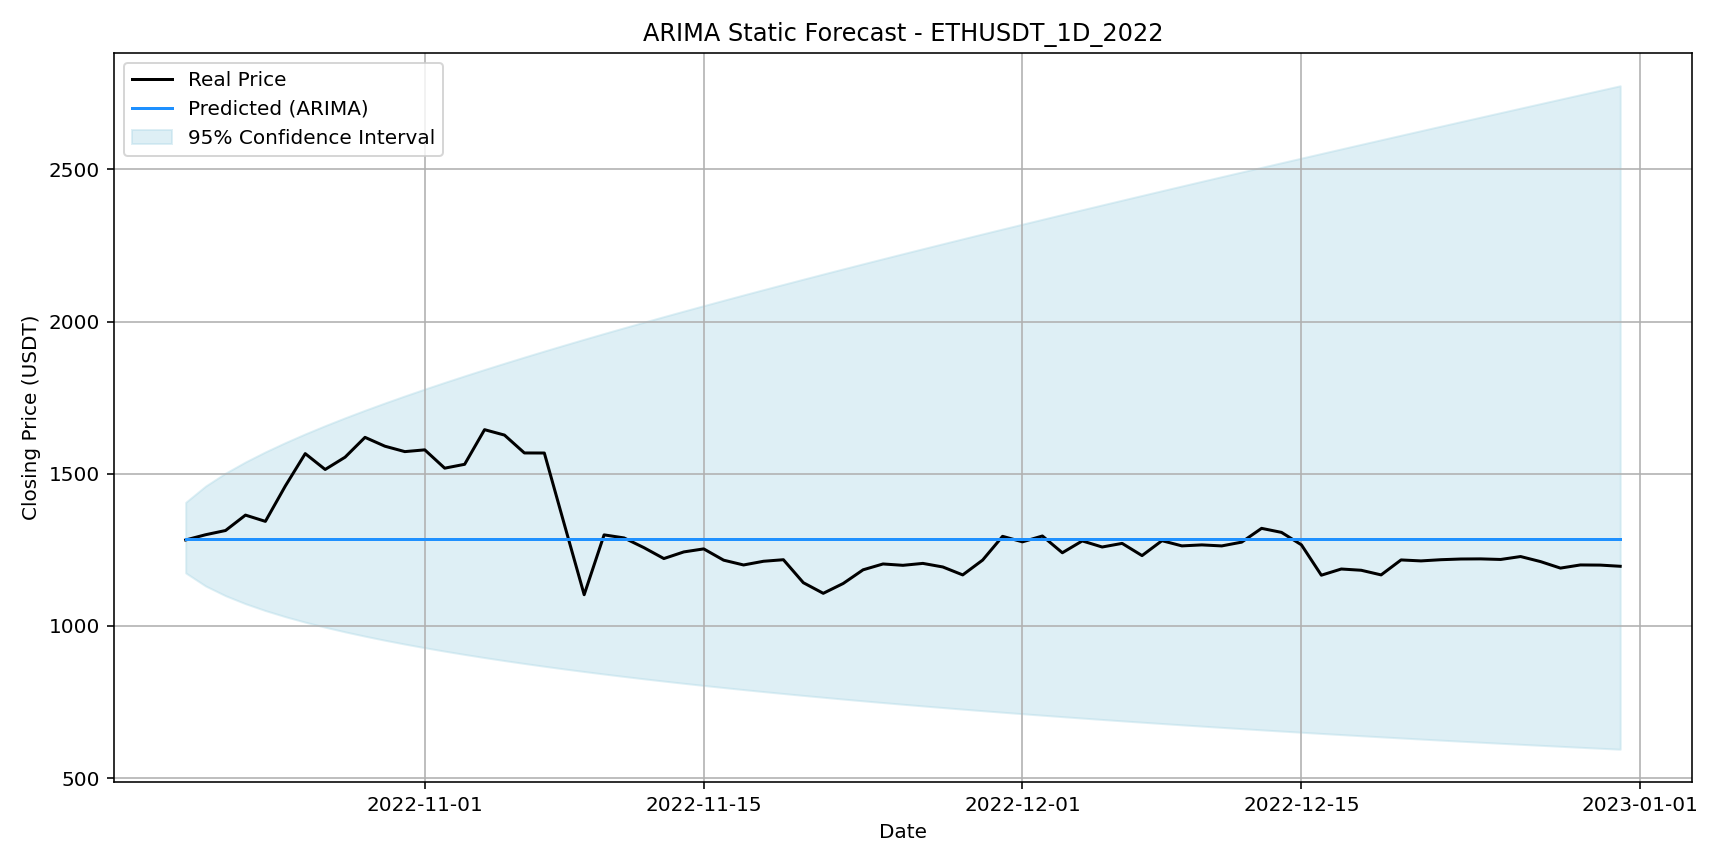 ARIMA Static Forecast - ETHUSDT_1D_2022
Real Price
Predicted (ARIMA)
95% Confidence Interval
Closing Price (USDT)
2500
2000
1500
1000
500
2022-11-01
2022-11-15
2022-12-01
2022-12-15
2023-01-01
Date